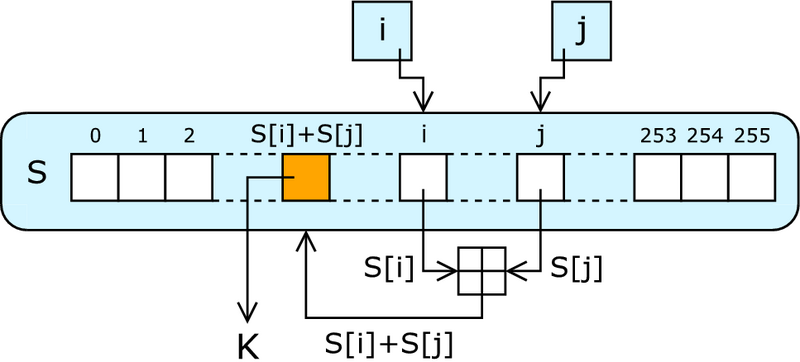 i j
0 1 2 S[i]+S[j] i j 253 254 255
S
S[i] S[j]
K S[i]+S[j]